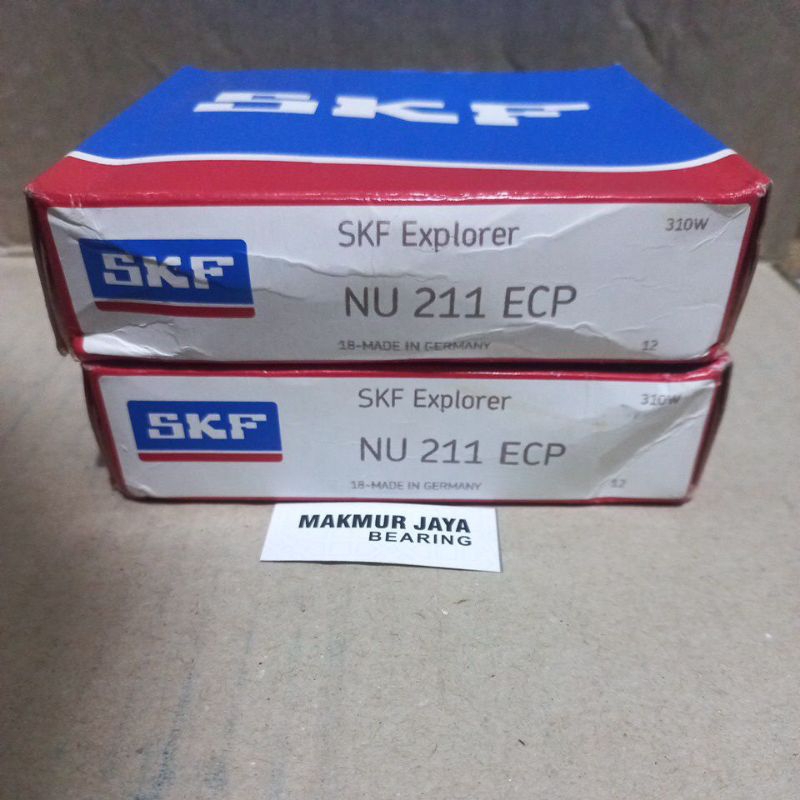 SKF
SKF Explorer
310W
SKF
NU 211 ECP
18-MADE IN GERMANY
12
SKF Explorer
310W
SKF
NU 211 ECP
18-MADE IN GERMANY
12
MAKMUR JAYA
BEARING